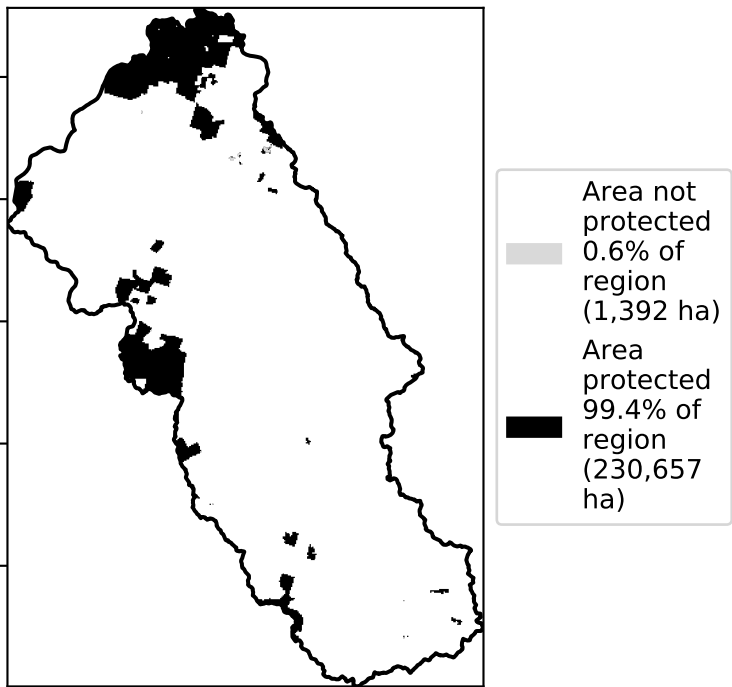 Area not
protected
0.6% of
region
(1,392 ha)
Area
protected
99.4% of
region
(230,657
ha)